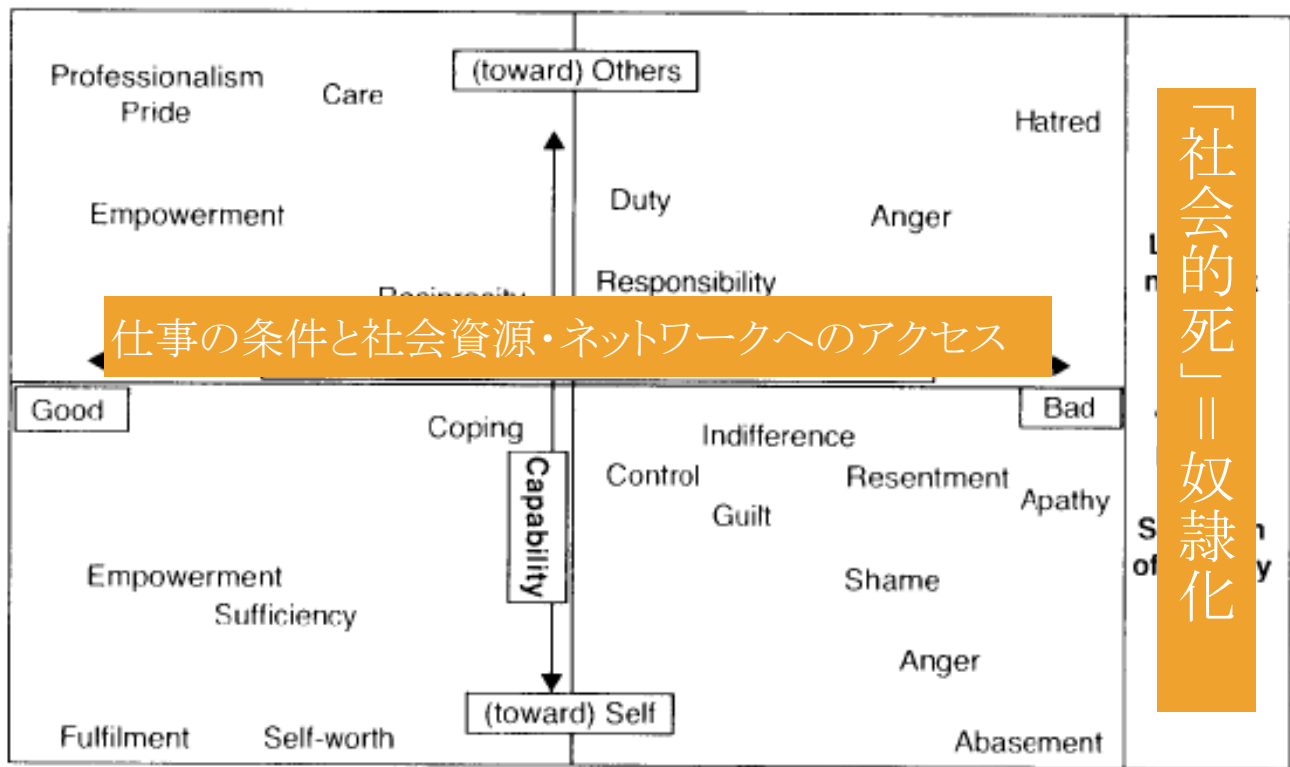 (toward) Others
Professionalism
Pride
Care
Hatred
Empowerment
Duty
Anger
Responsibility
仕事の条件と社会資源・ネットワークへのアクセス
Good
Bad
Coping
Indifference
Control
Resentment
Guilt
Apathy
Capability
Empowerment
Sufficiency
Shame
Anger
(toward) Self
Fulfilment
Self-worth
Abasement
「社会的死」＝奴隷化